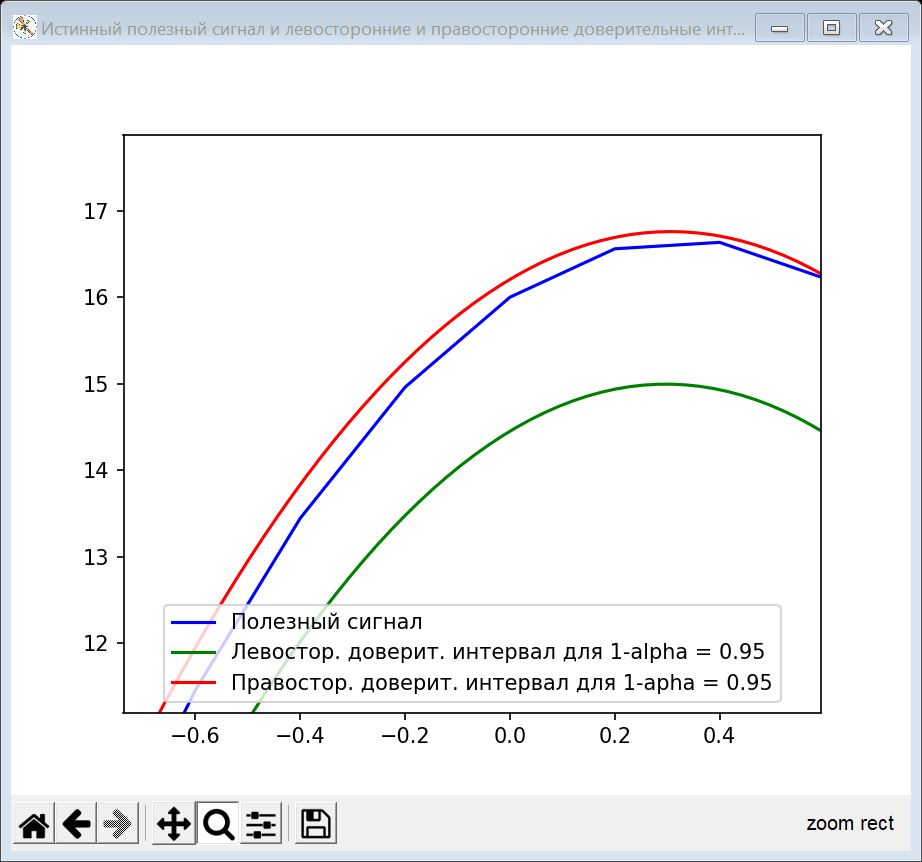 Истинный полезный сигнал и левосторонние и правосторонние доверительные инт...
17
16
15
14
13
12
−0.6 −0.4 −0.2 0.0 0.2 0.4
Полезный сигнал
Левостор. доверит. интервал для 1-alpha = 0.95
Правостор. доверит. интервал для 1-apha = 0.95
zoom rect